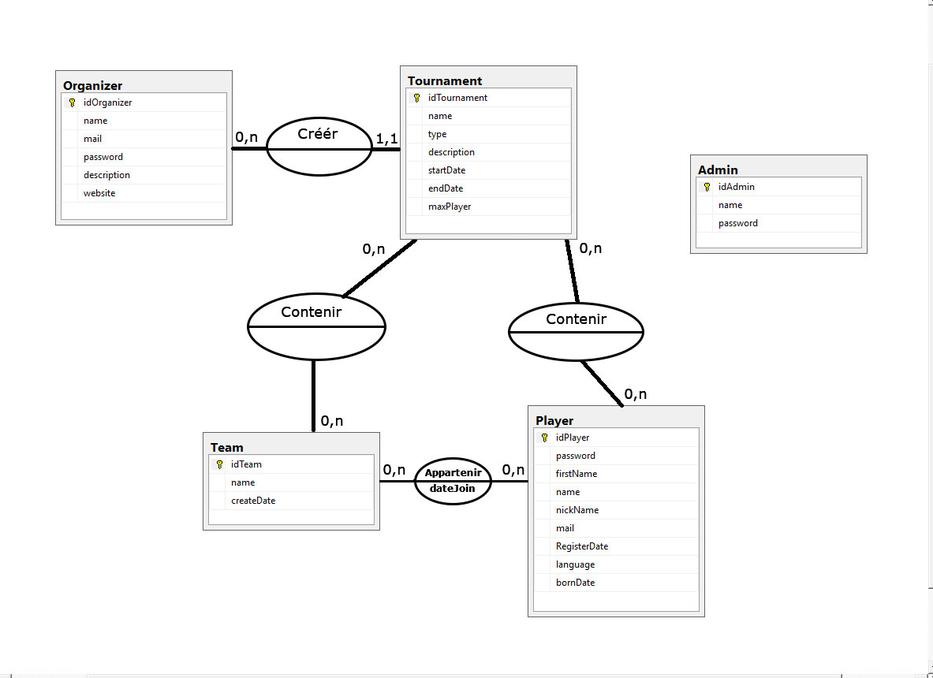 Organizer
idOrganizer
name
mail
password
description
website
0,n
Créér
1,1
Tournament
idTournament
name
type
description
startDate
endDate
maxPlayer
Admin
idAdmin
name
password
0,n
0,n
Contenir
Contenir
0,n
0,n
Team
idTeam
name
createDate
0,n
Appartenir
dateJoin
0,n
Player
idPlayer
password
firstName
name
nickName
mail
RegisterDate
language
bornDate